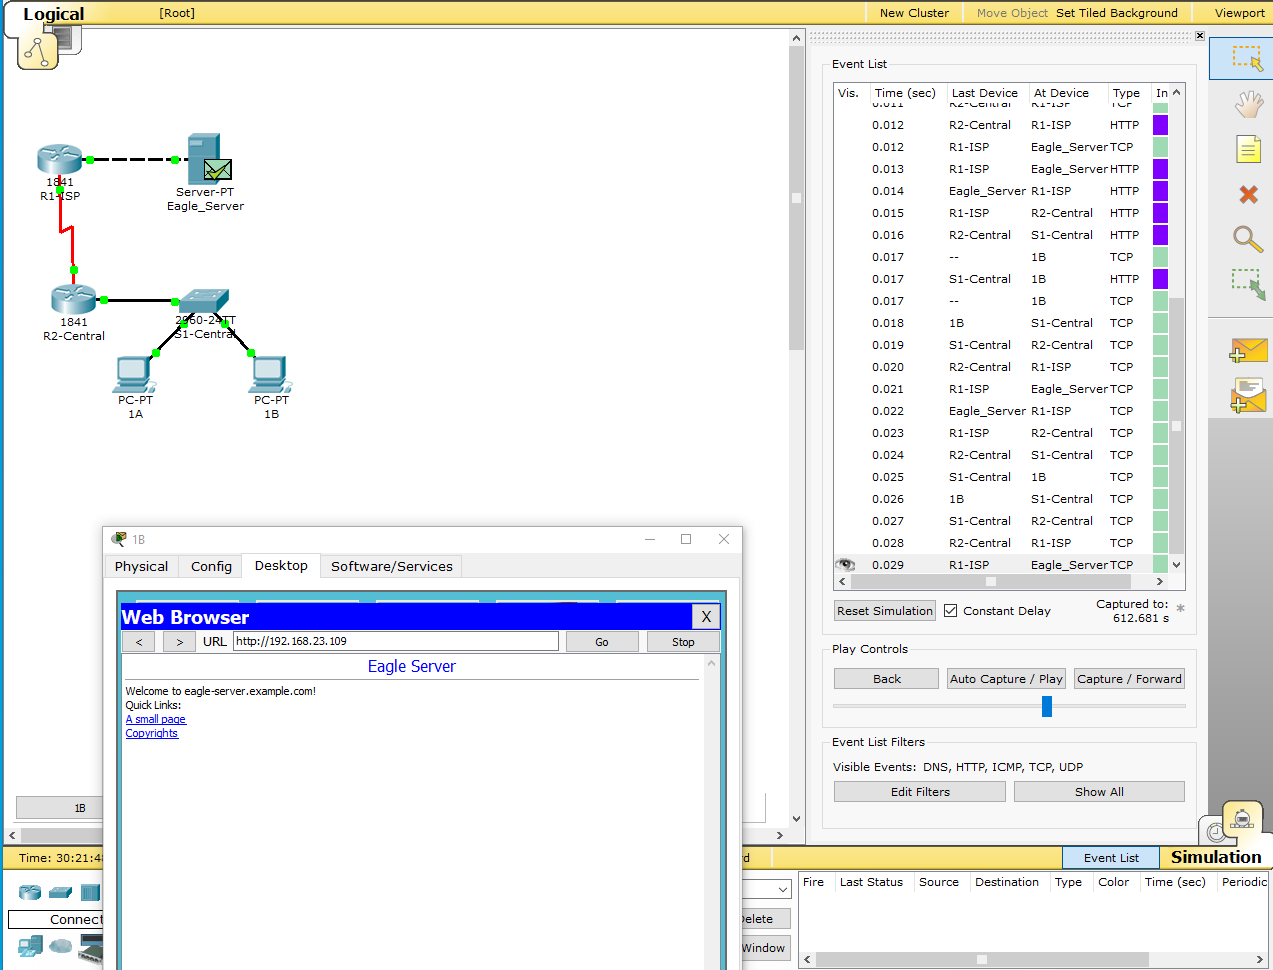 Logical [Root] New Cluster Move Object Set Tiled Background Viewport
1841
R1-ISP
Server-PT
Eagle_Server
1841
R2-Central
2960-24TT
S1-Central
PC-PT
1A
PC-PT
1B
Event List
Vis. Time (sec) Last Device At Device Type In
0.011 R2-Central R1-ISP TCP
0.012 R2-Central R1-ISP HTTP
0.012 R1-ISP Eagle_Server TCP
0.013 R1-ISP Eagle_Server HTTP
0.014 Eagle_Server R1-ISP HTTP
0.015 R1-ISP R2-Central HTTP
0.016 R2-Central S1-Central HTTP
0.017 -- 1B TCP
0.017 S1-Central 1B HTTP
0.017 -- 1B TCP
0.018 1B S1-Central TCP
0.019 S1-Central R2-Central TCP
0.020 R2-Central R1-ISP TCP
0.021 R1-ISP Eagle_Server TCP
0.022 Eagle_Server R1-ISP TCP
0.023 R1-ISP R2-Central TCP
0.024 R2-Central S1-Central TCP
0.025 S1-Central 1B TCP
0.026 1B S1-Central TCP
0.027 S1-Central R2-Central TCP
0.028 R2-Central R1-ISP TCP
0.029 R1-ISP Eagle_Server TCP
Reset Simulation Constant Delay Captured to:
612.681 s *
Play Controls
Back Auto Capture / Play Capture / Forward
Event List Filters
Visible Events: DNS, HTTP, ICMP, TCP, UDP
Edit Filters Show All
1B
Physical Config Desktop Software/Services
Web Browser X
< > URL http://192.168.23.109 Go Stop
Eagle Server
Welcome to eagle-server.example.com!
Quick Links:
A small page
Copyrights
1B
Time: 30:21:48 rd Event List Simulation
Fire Last Status Source Destination Type Color Time (sec) Periodic
Connect Delete
Window